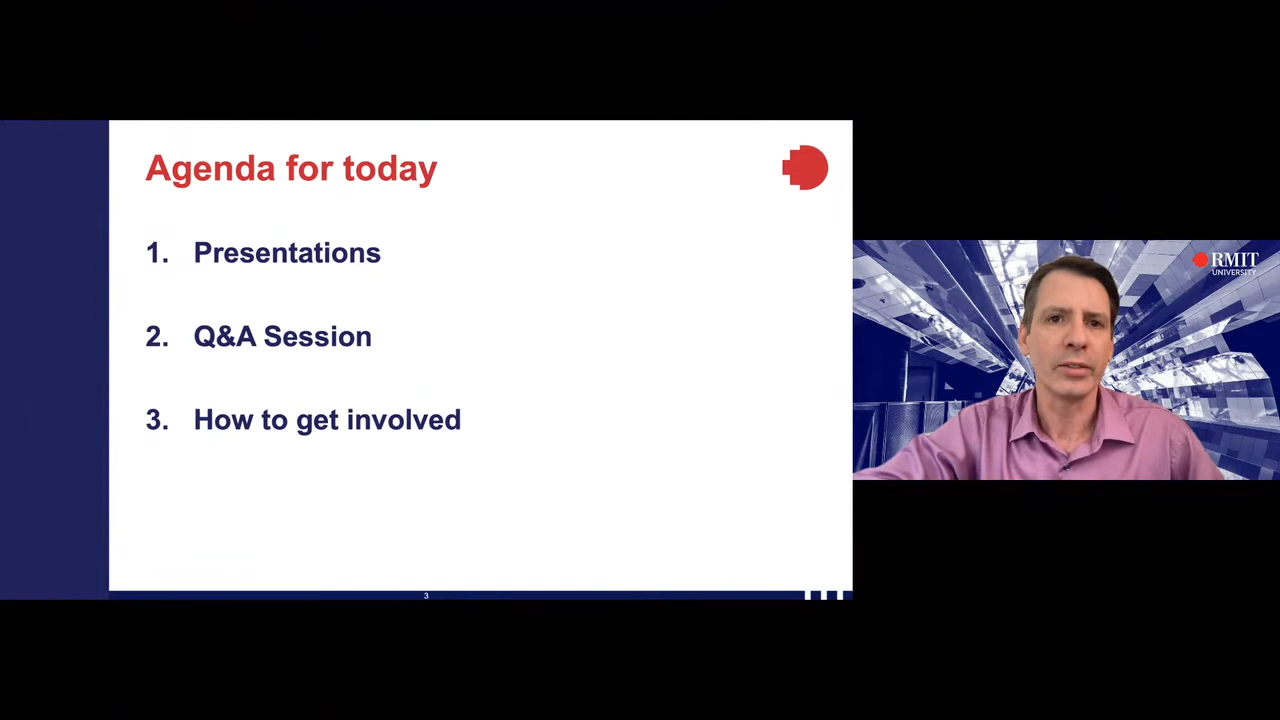 Agenda for today
1. Presentations
2. Q&A Session
3. How to get involved
3
RMIT
UNIVERSITY